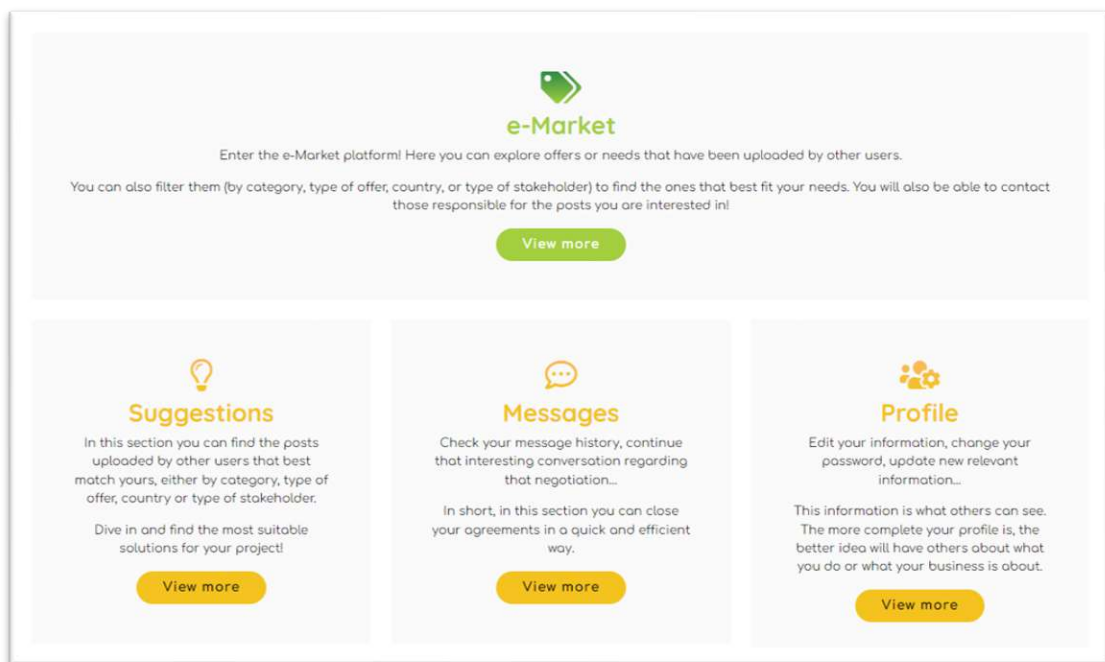 e-Market
Enter the e-Market platform! Here you can explore offers or needs that have been uploaded by other users.
You can also filter them (by category, type of offer, country, or type of stakeholder) to find the ones that best fit your needs. You will also be able to contact
those responsible for the posts you are interested in!
View more
Suggestions
In this section you can find the posts
uploaded by other users that best
match yours, either by category, type of
offer, country or type of stakeholder.
Dive in and find the most suitable
solutions for your project!
View more
Messages
Check your message history, continue
that interesting conversation regarding
that negotiation...
In short, in this section you can close
your agreements in a quick and efficient
way.
View more
Profile
Edit your information, change your
password, update new relevant
information...
This information is what others can see.
The more complete your profile is, the
better idea will have others about what
you do or what your business is about.
View more